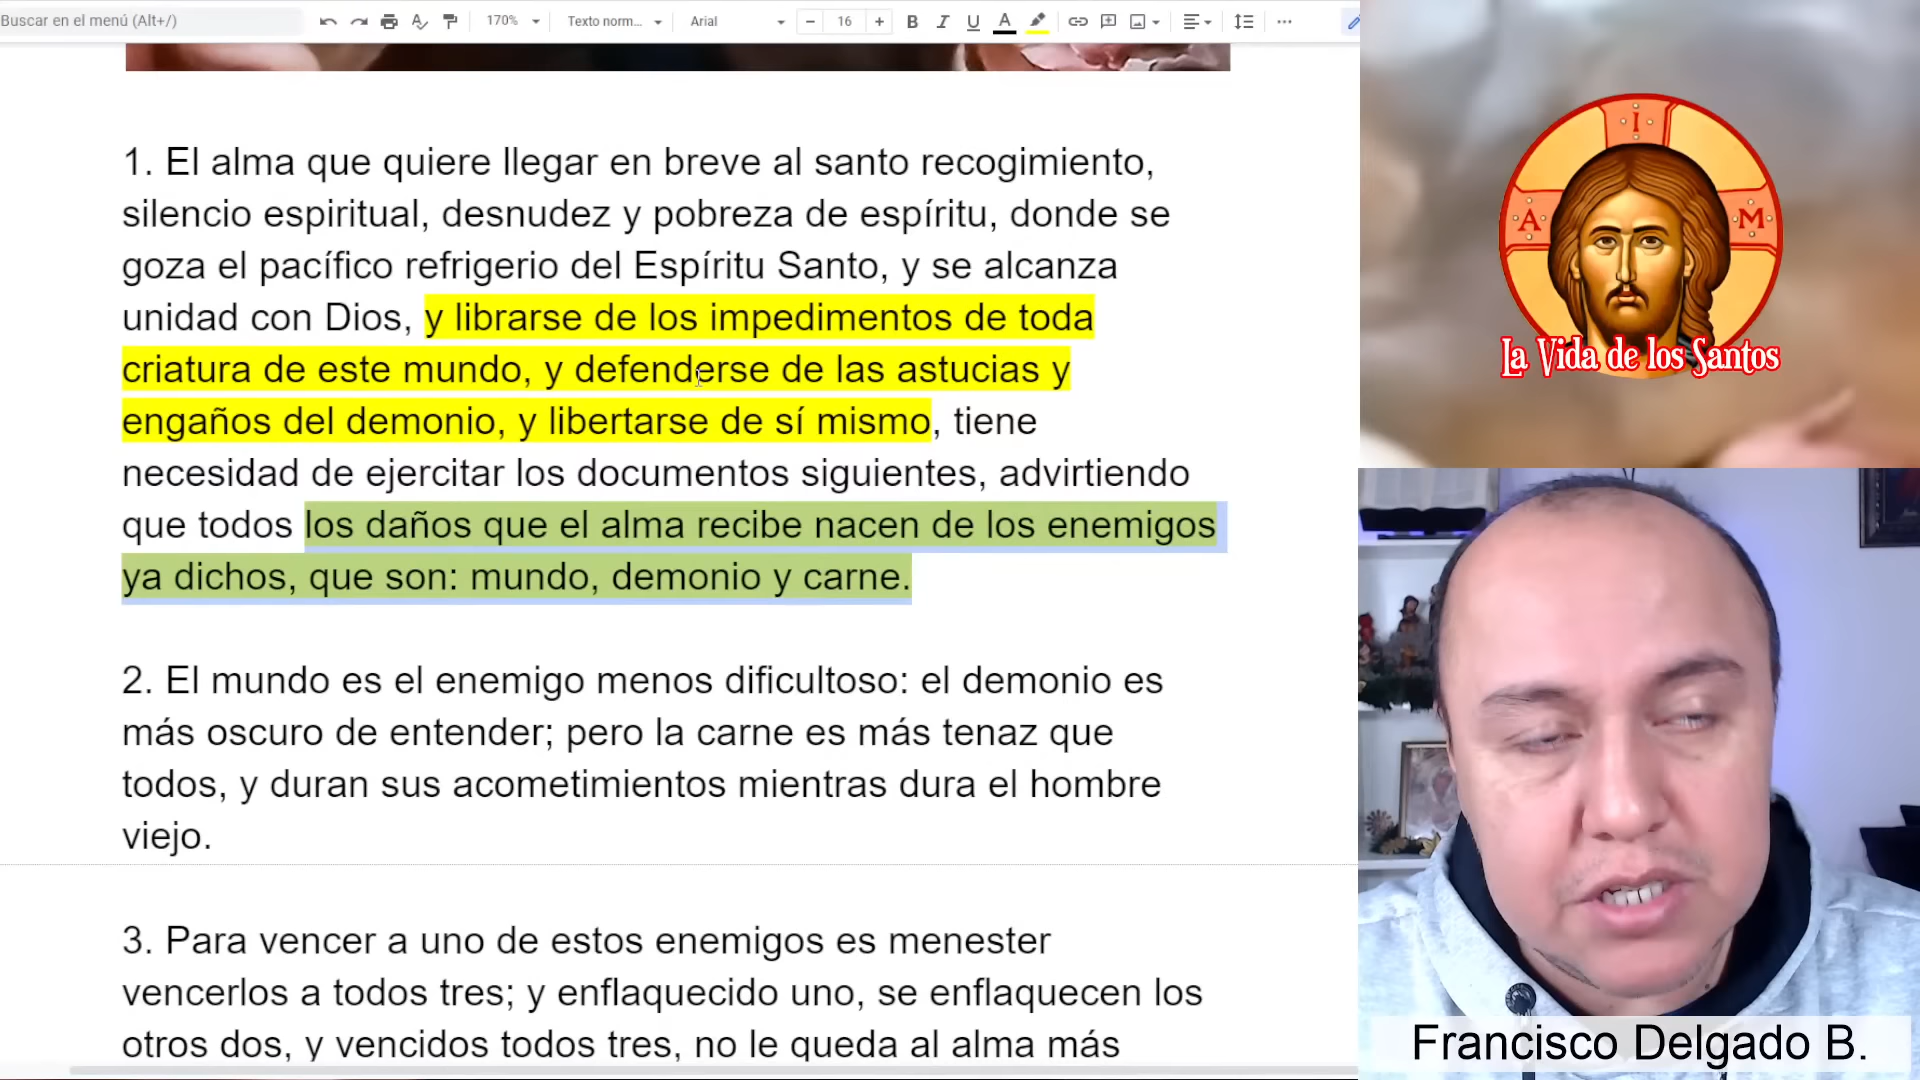 Buscar en el menú (Alt+/)
170%
Texto norm...
Arial
16
B I U A
1. El alma que quiere llegar en breve al santo recogimiento,
silencio espiritual, desnudez y pobreza de espíritu, donde se
goza el pacífico refrigerio del Espíritu Santo, y se alcanza
unidad con Dios, y librarse de los impedimentos de toda
criatura de este mundo, y defenderse de las astucias y
engaños del demonio, y libertarse de sí mismo, tiene
necesidad de ejercitar los documentos siguientes, advirtiendo
que todos los daños que el alma recibe nacen de los enemigos
ya dichos, que son: mundo, demonio y carne.
2. El mundo es el enemigo menos dificultoso: el demonio es
más oscuro de entender; pero la carne es más tenaz que
todos, y duran sus acometimientos mientras dura el hombre
viejo.
3. Para vencer a uno de estos enemigos es menester
vencerlos a todos tres; y enflaquecido uno, se enflaquecen los
otros dos, y vencidos todos tres, no le queda al alma más
I
A M
La Vida de los Santos
Francisco Delgado B.